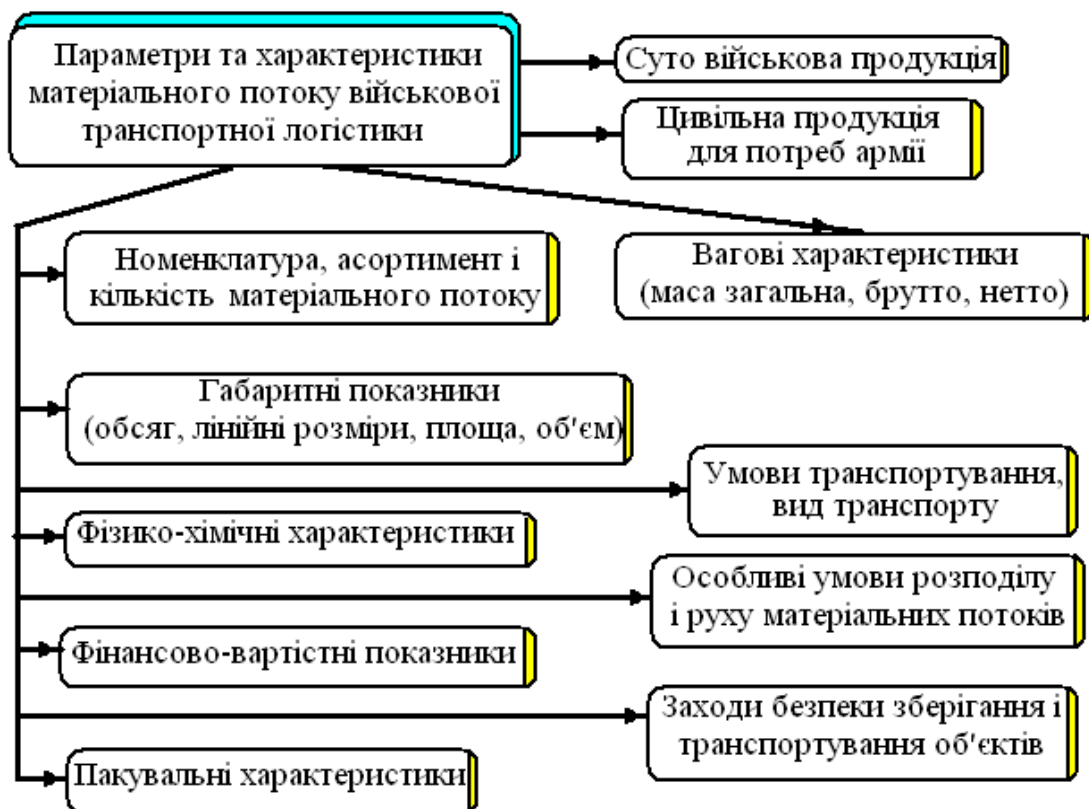 Параметри та характеристики
матеріального потоку військової
транспортної логістики
Суто військова продукція
Цивільна продукція
для потреб армії
Номенклатура, асортимент і
кількість матеріального потоку
Вагові характеристики
(маса загальна, брутто, нетто)
Габаритні показники
(обсяг, лінійні розміри, площа, об'єм)
Умови транспортування,
вид транспорту
Фізико-хімічні характеристики
Особливі умови розподілу
і руху матеріальних потоків
Фінансово-вартістні показники
Заходи безпеки зберігання і
транспортування об'єктів
Пакувальні характеристики